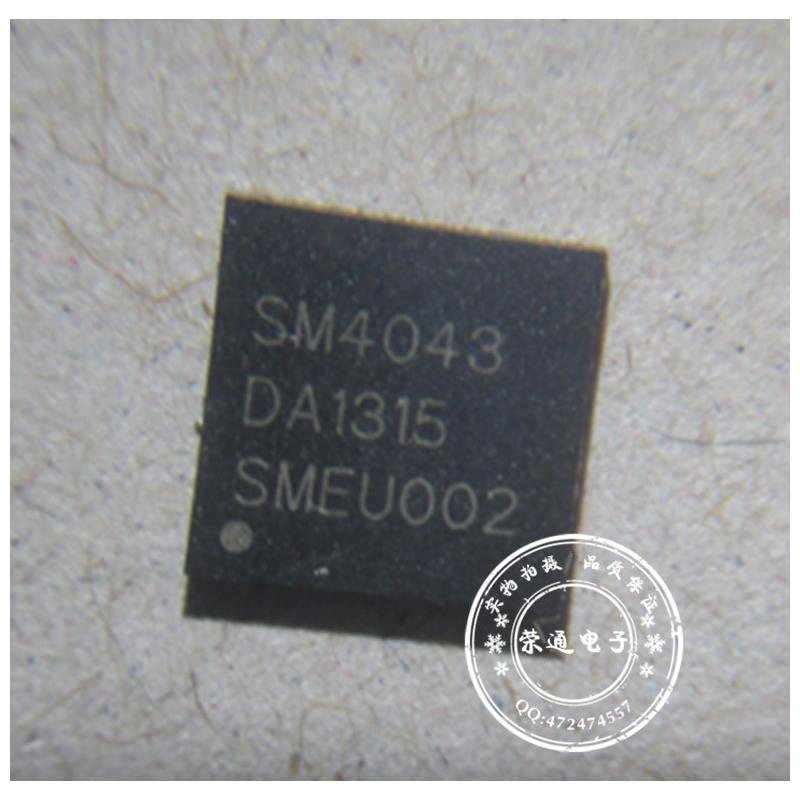 SM4043
DA1315
SMEU002
实物拍摄 品质保证
荣通电子
QQ:472474557